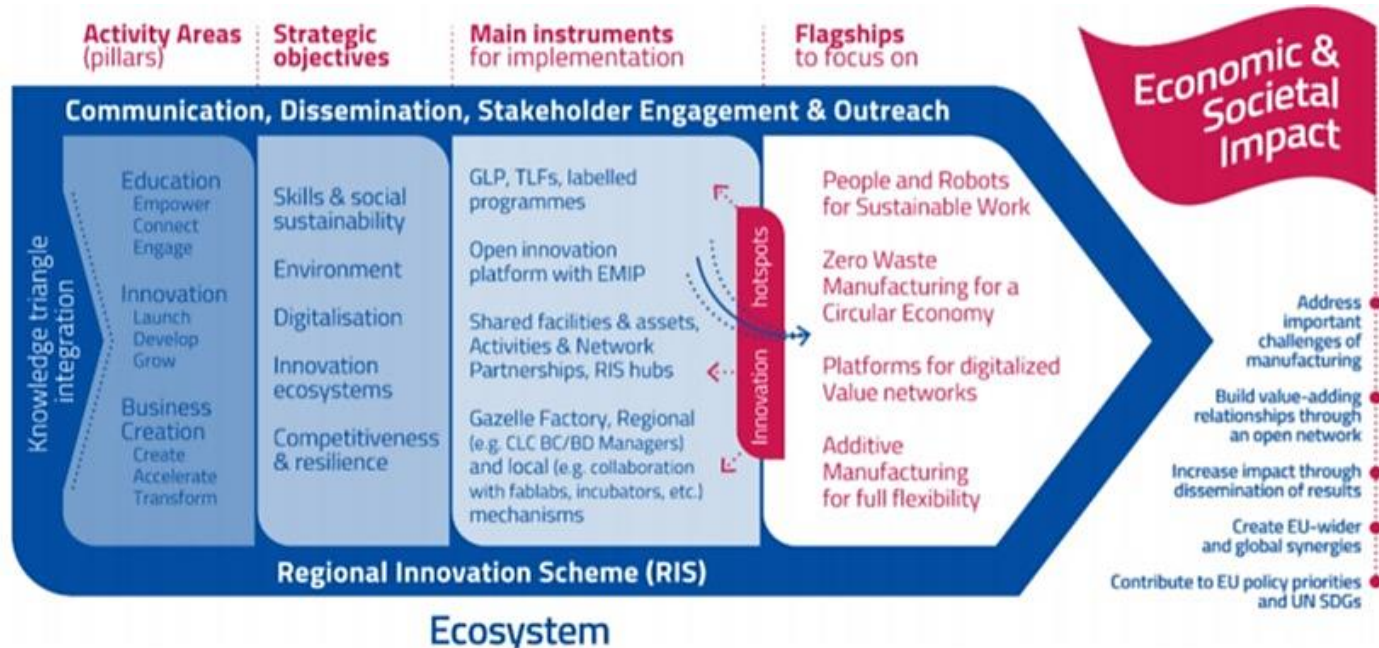 Activity Areas
(pillars)
Strategic
objectives
Main instruments
for implementation
Flagships
to focus on
Economic &
Societal
Impact
Communication, Dissemination, Stakeholder Engagement & Outreach
Knowledge triangle
integration
Education
Empower
Connect
Engage
Innovation
Launch
Develop
Grow
Business
Creation
Create
Accelerate
Transform
Skills & social
sustainability
Environment
Digitalisation
Innovation
ecosystems
Competitiveness
& resilience
GLP, TLFs, labelled
programmes
Open innovation
platform with EMIP
Shared facilities & assets,
Activities & Network
Partnerships, RIS hubs
Gazelle Factory, Regional
(e.g. CLC BC/BD Managers)
and local (e.g. collaboration
with fablabs, incubators, etc.)
mechanisms
Innovation hotspots
People and Robots
for Sustainable Work
Zero Waste
Manufacturing for a
Circular Economy
Platforms for digitalized
Value networks
Additive
Manufacturing
for full flexibility
Address
important
challenges of
manufacturing
Build value-adding
relationships through
an open network
Increase impact through
dissemination of results
Create EU-wider
and global synergies
Contribute to EU policy priorities
and UN SDGs
Regional Innovation Scheme (RIS)
Ecosystem